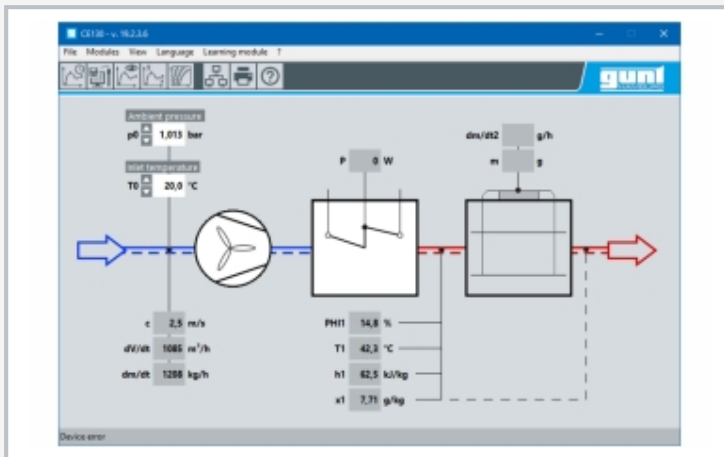 CE130 - v. 19.2.3.6
File Modules View Language Learning module ?
gunt
Ambient pressure
p0 1,013 bar
Inlet temperature
T0 20,0 °C
P 0 W
dm/dt2 g/h
m g
c 2,5 m/s
dV/dt 1085 m³/h
dm/dt 1208 kg/h
PHI1 14,8 %
T1 42,3 °C
h1 62,5 kJ/kg
x1 7,71 g/kg
Device error